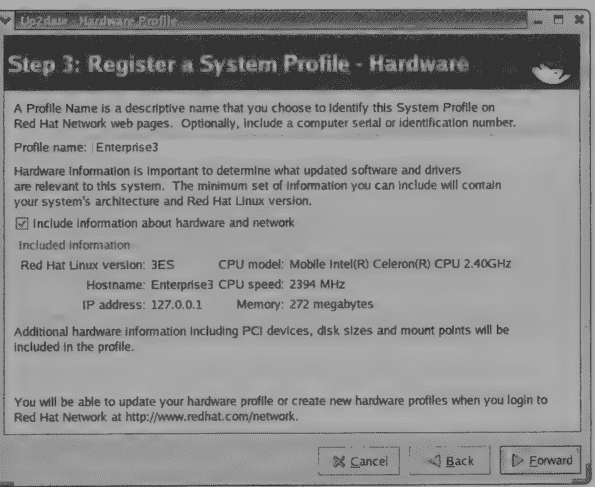 Up2date - Hardware Profile
Step 3: Register a System Profile - Hardware
A Profile Name is a descriptive name that you choose to identify this System Profile on
Red Hat Network web pages. Optionally, include a computer serial or identification number.
Profile name: Enterprise3
Hardware information is important to determine what updated software and drivers
are relevant to this system. The minimum set of information you can include will contain
your system's architecture and Red Hat Linux version.
Include information about hardware and network
Included information
Red Hat Linux version: 3ES CPU model: Mobile Intel(R) Celeron(R) CPU 2.40GHz
Hostname: Enterprise3 CPU speed: 2394 MHz
IP address: 127.0.0.1 Memory: 272 megabytes
Additional hardware information including PCI devices, disk sizes and mount points will be
included in the profile.
You will be able to update your hardware profile or create new hardware profiles when you login to
Red Hat Network at http://www.redhat.com/network.
Cancel Back Forward